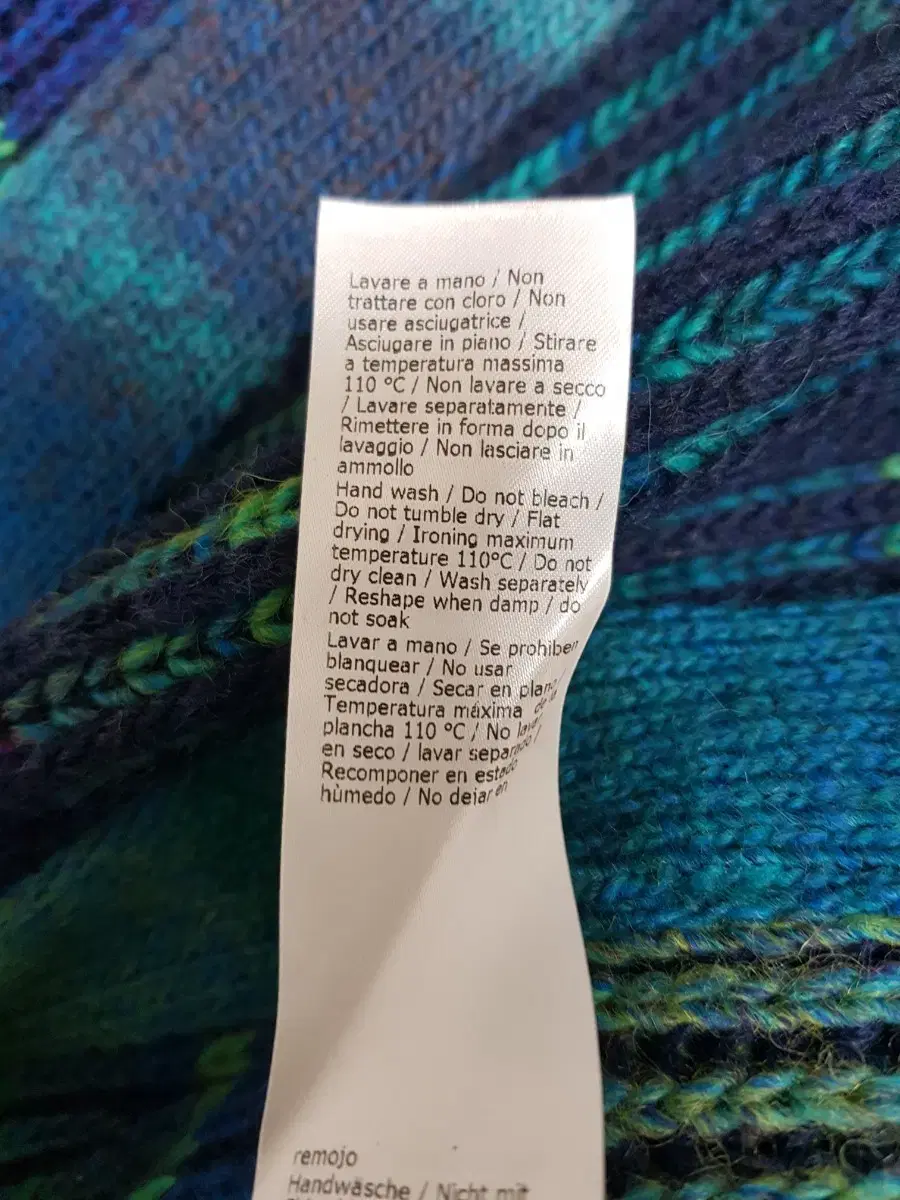 Lavare a mano / Non
trattare con cloro / Non
usare asciugatrice /
Asciugare in piano / Stirare
a temperatura massima
110 °C / Non lavare a secco
/ Lavare separatamente /
Rimettere in forma dopo il
lavaggio / Non lasciare in
ammollo
Hand wash / Do not bleach /
Do not tumble dry / Flat
drying / Ironing maximum
temperature 110°C / Do not
dry clean / Wash separately
/ Reshape when damp / do
not soak
Lavar a mano / Se prohiben
blanquear / No usar
secadora / Secar en plano /
Temperatura máxima de la
plancha 110 °C / No lavar
en seco / lavar separado /
Recomponer en estado
hùmedo / No dejar en
remojo
Handwäsche / Nicht mit